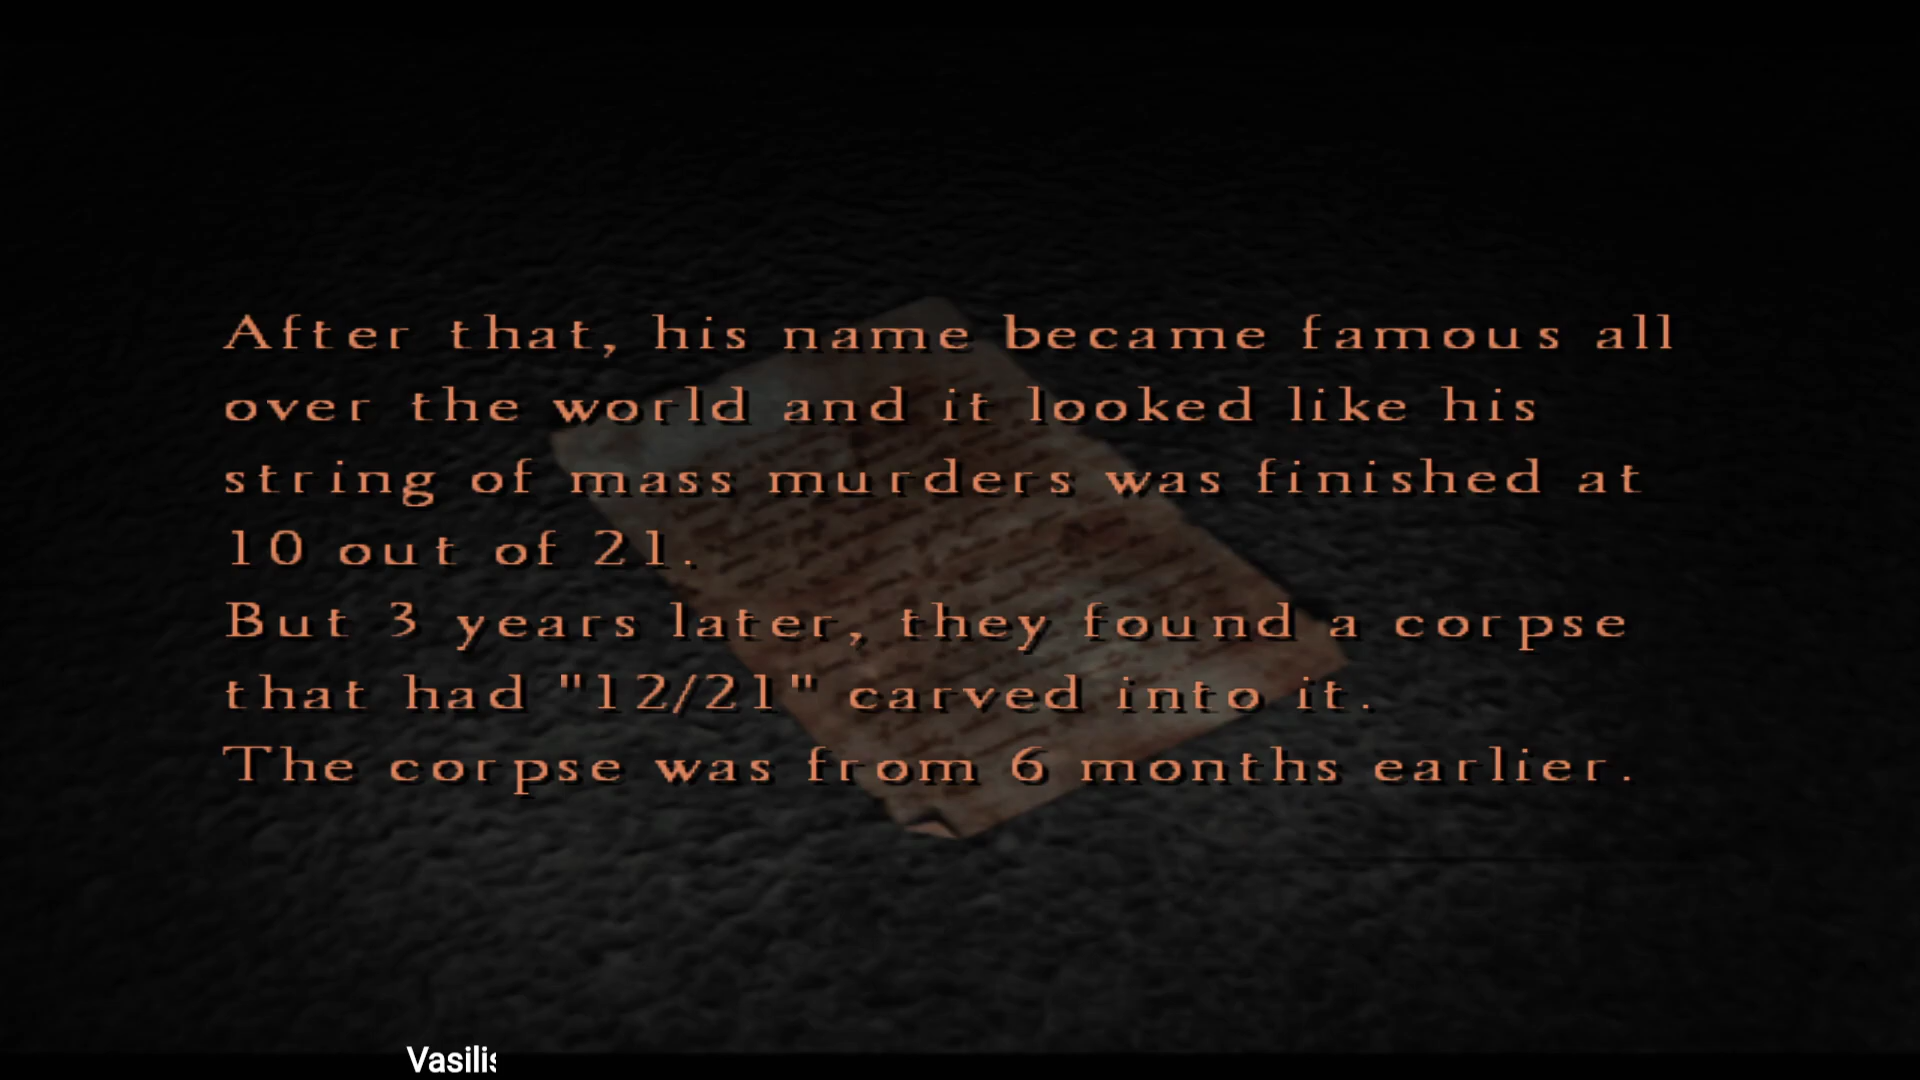 After that, his name became famous all
over the world and it looked like his
string of mass murders was finished at
10 out of 21.
But 3 years later, they found a corpse
that had "12/21" carved into it.
The corpse was from 6 months earlier.